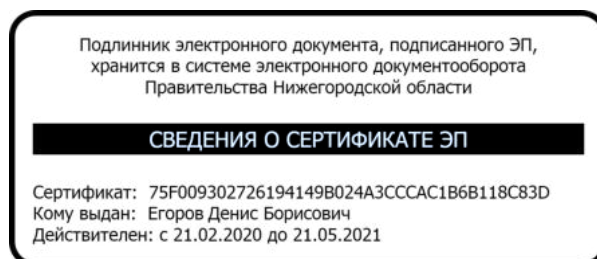 Подлинник электронного документа, подписанного ЭП,
хранится в системе электронного документооборота
Правительства Нижегородской области
СВЕДЕНИЯ О СЕРТИФИКАТЕ ЭП
Сертификат: 75F009302726194149B024A3CCCAC1B6B118C83D
Кому выдан: Егоров Денис Борисович
Действителен: с 21.02.2020 до 21.05.2021